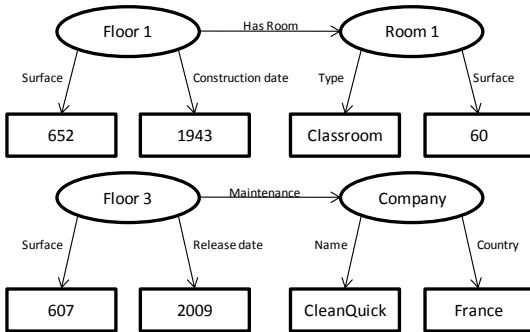 Floor 1
Has Room
Room 1
Surface
Construction date
Type
Surface
652
1943
Classroom
60
Floor 3
Maintenance
Company
Surface
Release date
Name
Country
607
2009
CleanQuick
France